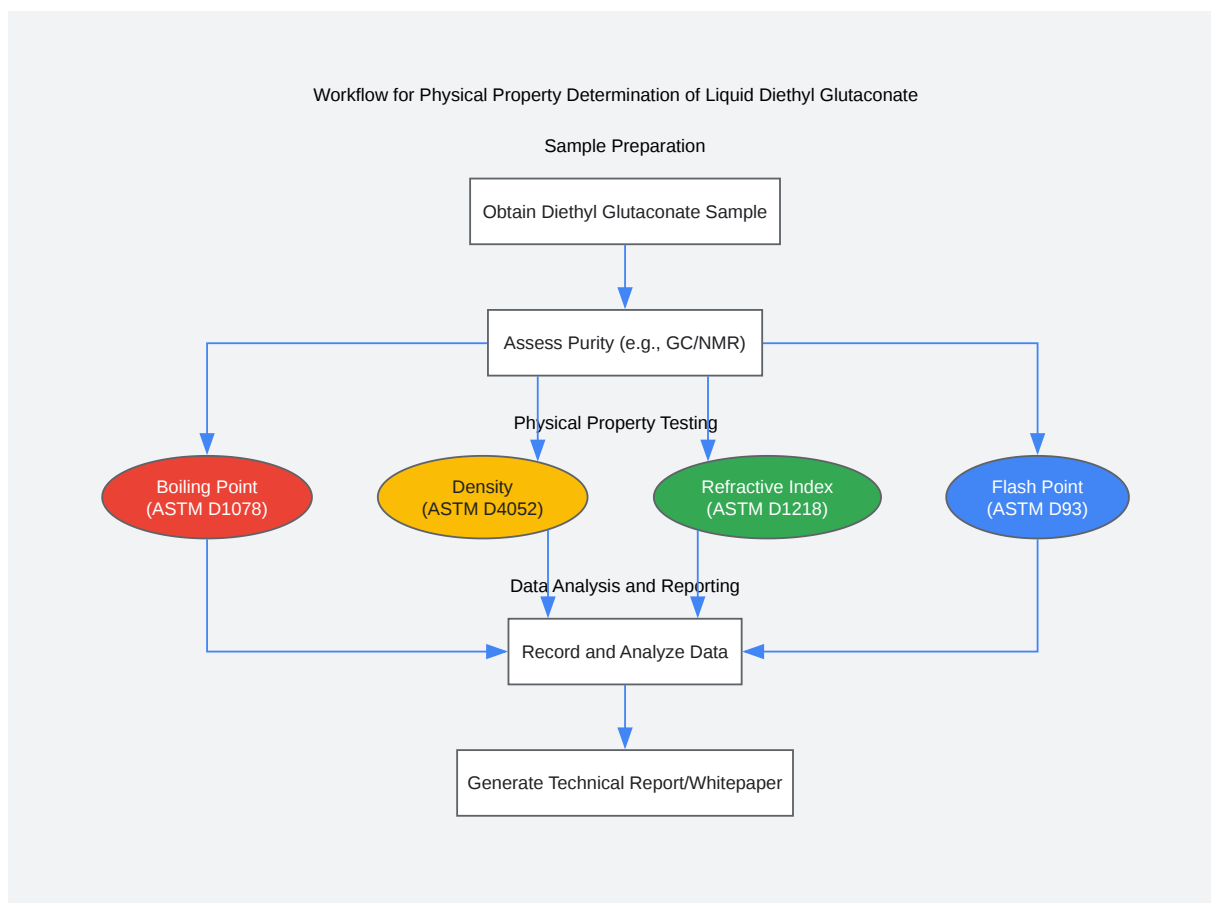 Workflow for Physical Property Determination of Liquid Diethyl Glutaconate
Sample Preparation
Obtain Diethyl Glutaconate Sample
Assess Purity (e.g., GC/NMR)
Physical Property Testing
Boiling Point
(ASTM D1078)
Density
(ASTM D4052)
Refractive Index
(ASTM D1218)
Flash Point
(ASTM D93)
Data Analysis and Reporting
Record and Analyze Data
Generate Technical Report/Whitepaper